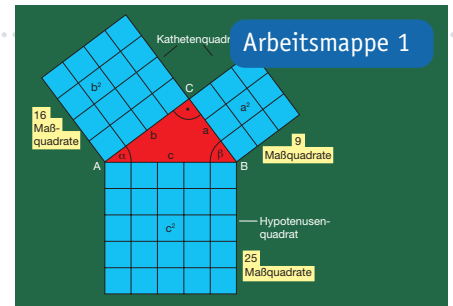 Kathetenquadr
Arbeitsmappe 1
b²
a²
16
Maß-
quadrate
C
b
a
9
Maßquadrate
A
α
c
β
B
c²
Hypotenusen-
quadrat
25
Maßquadrate